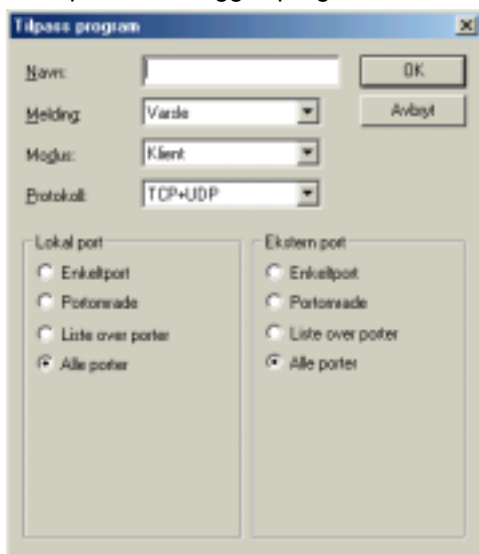 Tilpass program
Navn:
OK
Melding:
Varsle
Avbryt
Modus:
Klient
Protokoll:
TCP+UDP
Lokal port
Enkeltport
Portområde
Liste over porter
Alle porter
Ekstern port
Enkeltport
Portområde
Liste over porter
Alle porter